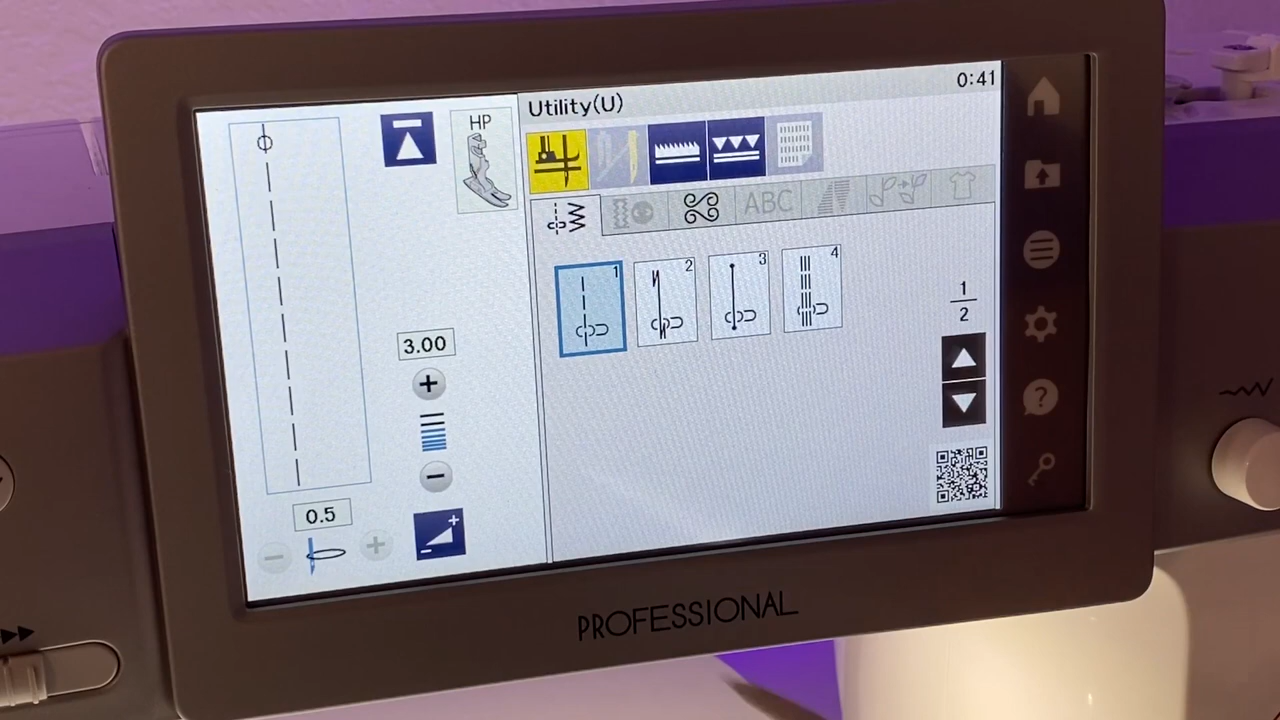 0:41
Utility(U)
HP
ABC
1 2 3 4
3.00
1
2
0.5
?
PROFESSIONAL